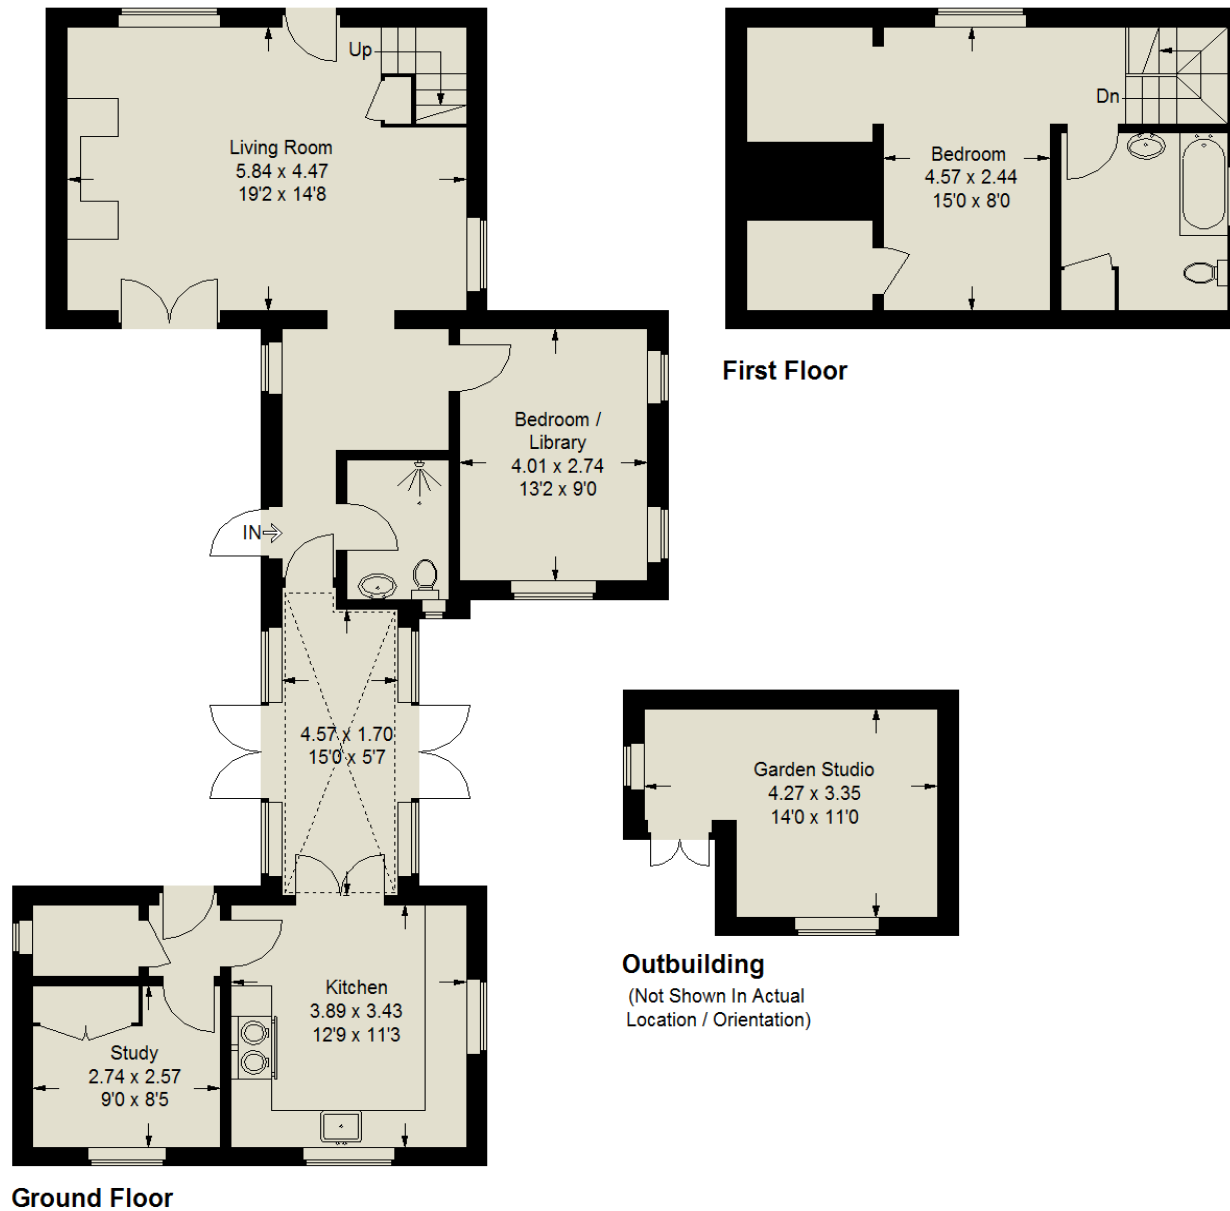 Up
Living Room
5.84 x 4.47
19'2 x 14'8
Dn
Bedroom
4.57 x 2.44
15'0 x 8'0
First Floor
Bedroom /
Library
4.01 x 2.74
13'2 x 9'0
IN
4.57 x 1.70
15'0 x 5'7
Garden Studio
4.27 x 3.35
14'0 x 11'0
Outbuilding
(Not Shown In Actual
Location / Orientation)
Kitchen
3.89 x 3.43
12'9 x 11'3
Study
2.74 x 2.57
9'0 x 8'5
Ground Floor